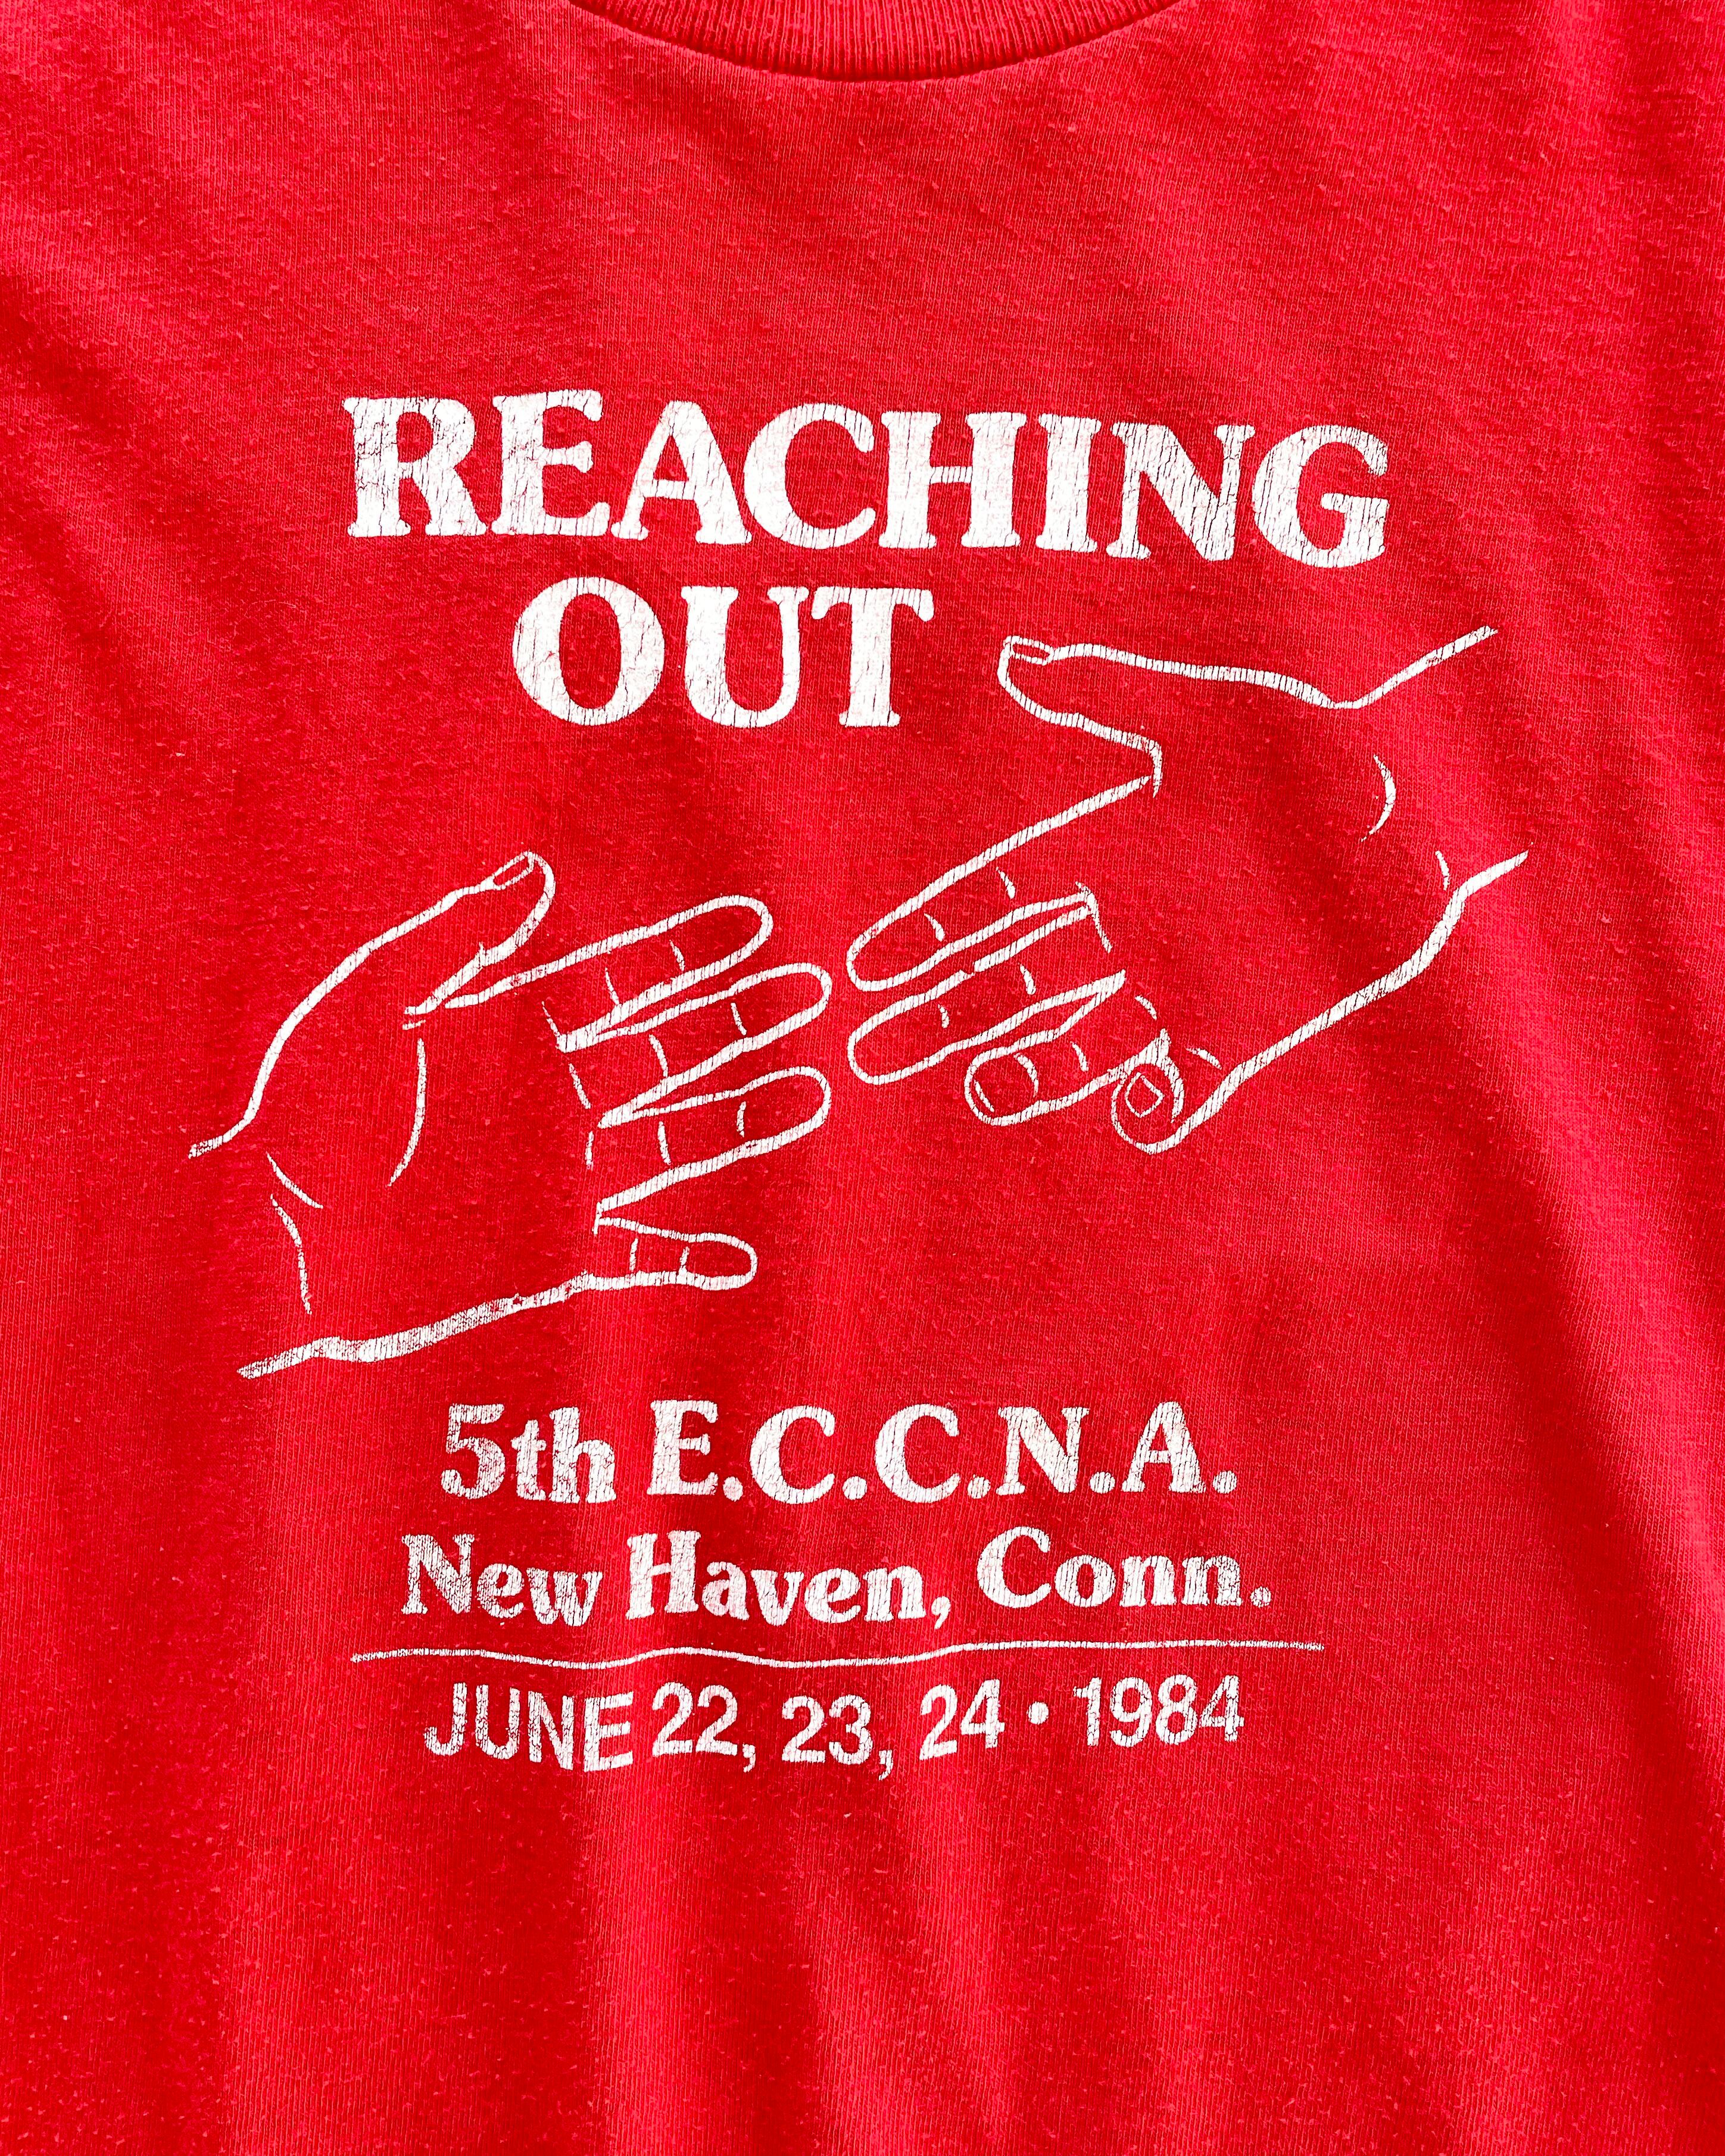 REACHING
OUT
5th E.C.C.N.A.
New Haven, Conn.
JUNE 22, 23, 24 • 1984